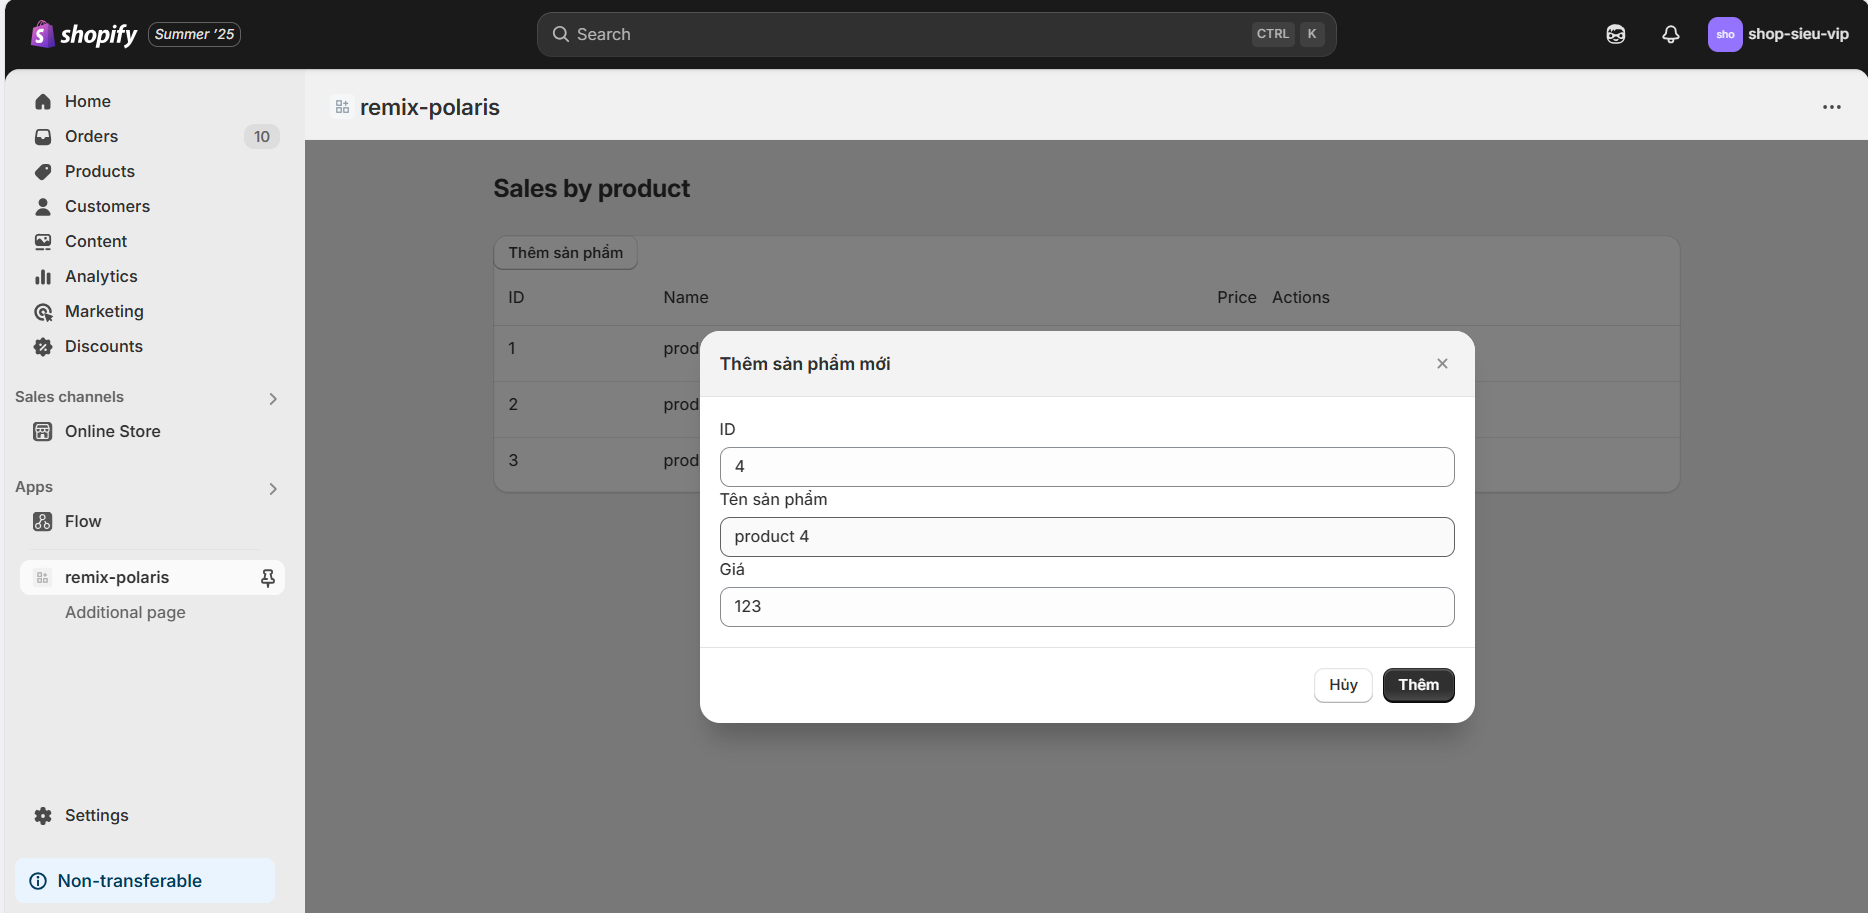 shopify
Summer '25
Search
CTRL K
sho
shop-sieu-vip
Home
Orders 10
Products
Customers
Content
Analytics
Marketing
Discounts
Sales channels
Online Store
Apps
Flow
remix-polaris
Additional page
Settings
Non-transferable
remix-polaris
Sales by product
Thêm sản phẩm
ID Name Price Actions
1 prod
2 prod
3 prod
Thêm sản phẩm mới
ID
4
Tên sản phẩm
product 4
Giá
123
Hủy Thêm